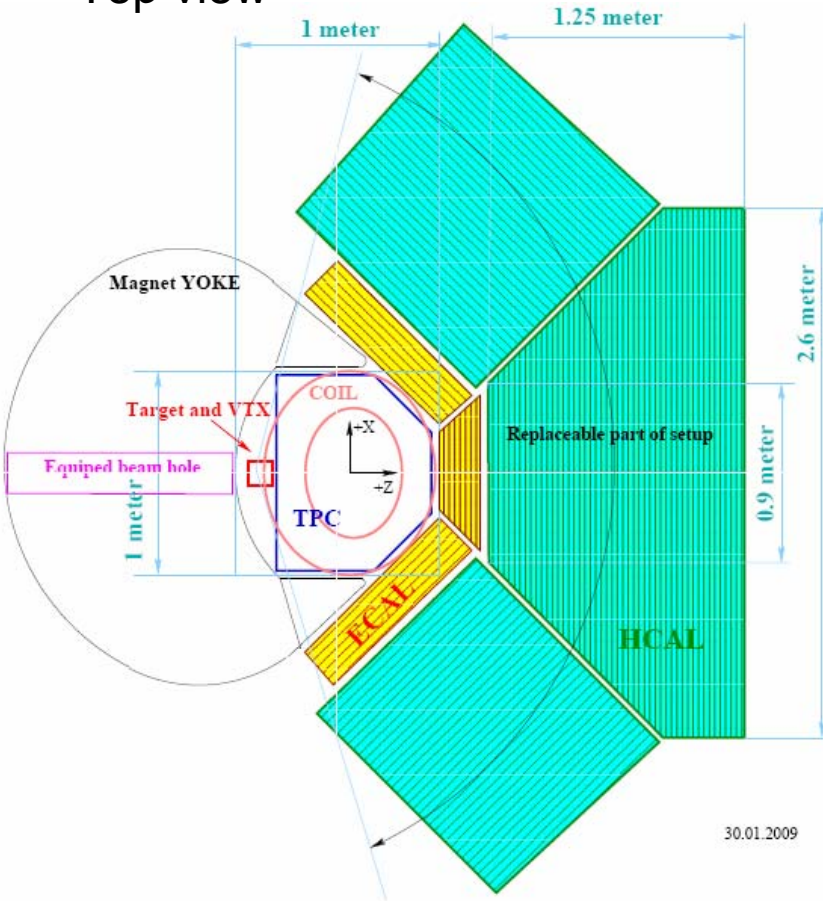 Top view
1 meter
1.25 meter
Magnet YOKE
2.6 meter
COIL
Target and VTX
+X
Replaceable part of setup
Equiped beam hole
+Z
0.9 meter
1 meter
TPC
ECAL
HCAL
30.01.2009